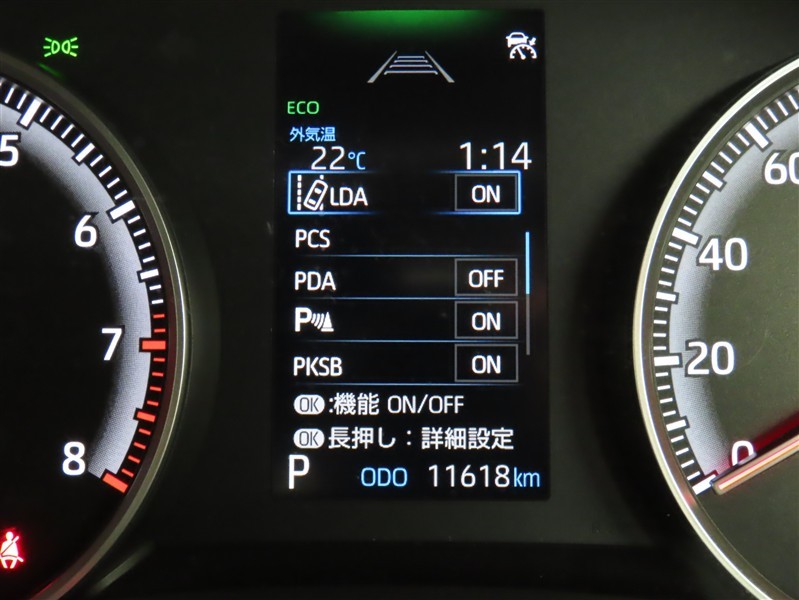 ECO
外気温
22℃ 1:14
LDA ON
PCS
PDA OFF
P ON
PKSB ON
OK:機能 ON/OFF
OK長押し:詳細設定
P ODO 11618km
5
6
7
8
60
40
20
0